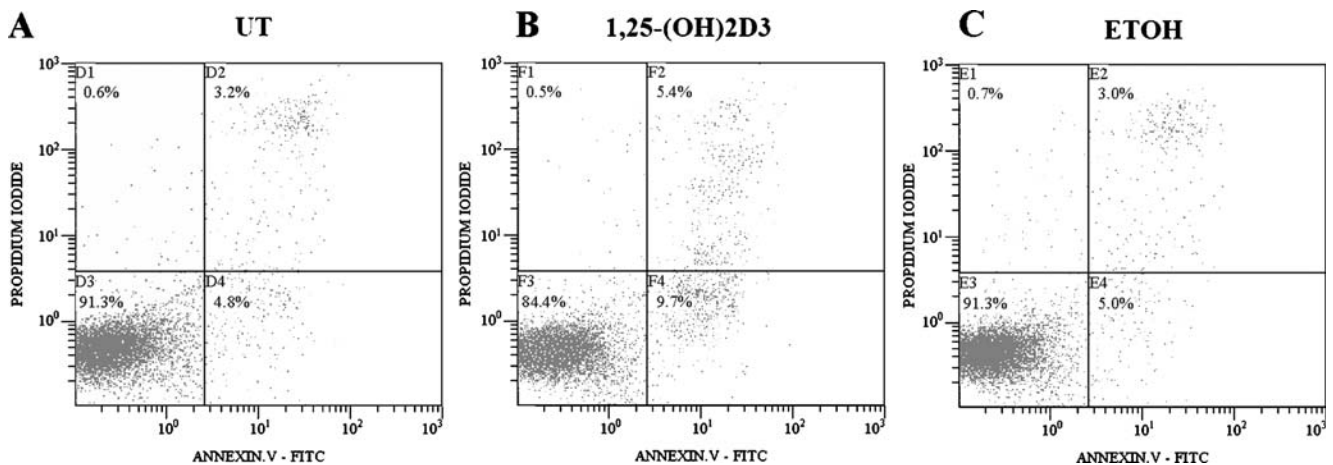 A UT
B 1,25-(OH)2D3
C ETOH
PROPIDIUM IODIDE
10³
10²
10¹
10⁰
D1
0.6%
D2
3.2%
D3
91.3%
D4
4.8%
10⁰ 10¹ 10² 10³
ANNEXIN.V - FITC
PROPIDIUM IODIDE
10³
10²
10¹
10⁰
F1
0.5%
F2
5.4%
F3
84.4%
F4
9.7%
10⁰ 10¹ 10² 10³
ANNEXIN.V - FITC
PROPIDIUM IODIDE
10³
10²
10¹
10⁰
E1
0.7%
E2
3.0%
E3
91.3%
E4
5.0%
10⁰ 10¹ 10² 10³
ANNEXIN.V - FITC